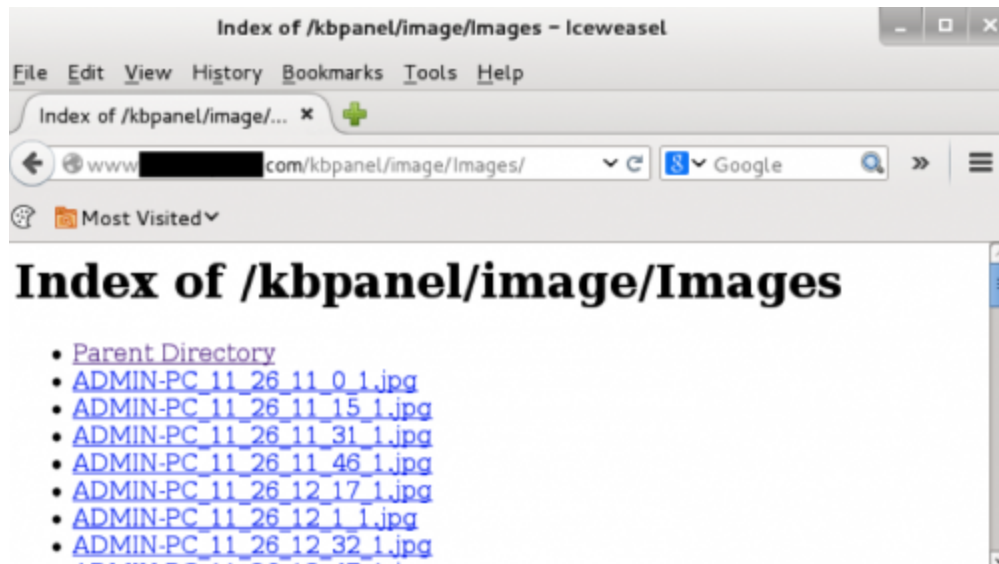 Index of /kbpanel/image/Images – Iceweasel
File Edit View History Bookmarks Tools Help
Index of /kbpanel/image/...
www com/kbpanel/image/Images/ 8 Google »
Most Visited
Index of /kbpanel/image/Images
Parent Directory
ADMIN-PC_11_26_11_0_1.jpg
ADMIN-PC_11_26_11_15_1.jpg
ADMIN-PC_11_26_11_31_1.jpg
ADMIN-PC_11_26_11_46_1.jpg
ADMIN-PC_11_26_12_17_1.jpg
ADMIN-PC_11_26_12_1_1.jpg
ADMIN-PC_11_26_12_32_1.jpg